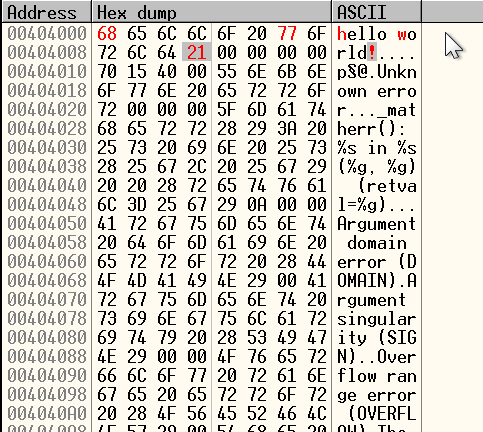 Address Hex dump ASCII
00404000 68 65 6C 6C 6F 20 77 6F hello wo
00404008 72 6C 64 21 00 00 00 00 rld!....
00404010 70 15 40 00 55 6E 6B 6E p§@.Unkn
00404018 6F 77 6E 20 65 72 72 6F own erro
00404020 72 00 00 00 5F 6D 61 74 r..._mat
00404028 68 65 72 72 28 29 3A 20 herr():
00404030 25 73 20 69 6E 20 25 73 %s in %s
00404038 28 25 67 2C 20 25 67 29 (%g, %g)
00404040 20 20 28 72 65 74 76 61 (retva
00404048 6C 3D 25 67 29 0A 00 00 l=%g)...
00404050 41 72 67 75 6D 65 6E 74 Argument
00404058 20 64 6F 6D 61 69 6E 20 domain
00404060 65 72 72 6F 72 20 28 44 error (D
00404068 4F 4D 41 49 4E 29 00 41 OMAIN).A
00404070 72 67 75 6D 65 6E 74 20 rgument
00404078 73 69 6E 67 75 6C 61 72 singular
00404080 69 74 79 20 28 53 49 47 ity (SIG
00404088 4E 29 00 00 4F 76 65 72 N)..Over
00404090 66 6C 6F 77 20 72 61 6E flow ran
00404098 67 65 20 65 72 72 6F 72 ge error
004040A0 20 28 4F 56 45 52 46 4C (OVERFL